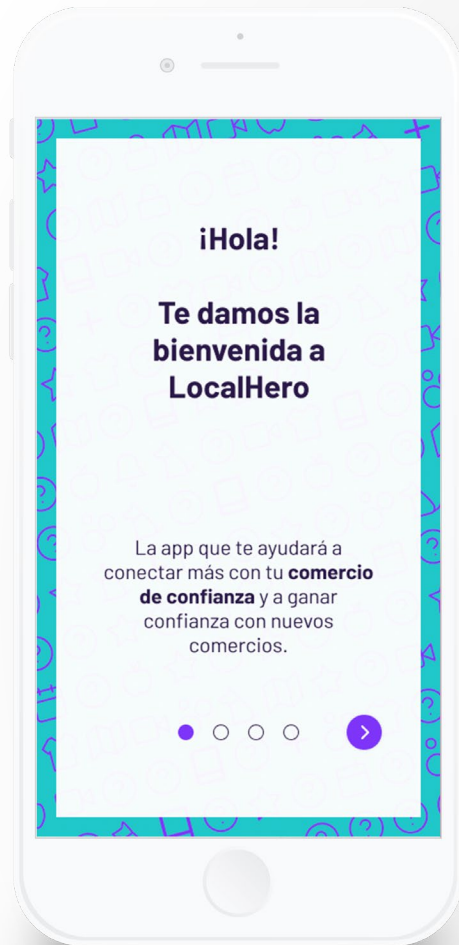 ¡Hola!
Te damos la
bienvenida a
LocalHero
La app que te ayudará a
conectar más con tu comercio
de confianza y a ganar
confianza con nuevos
comercios.